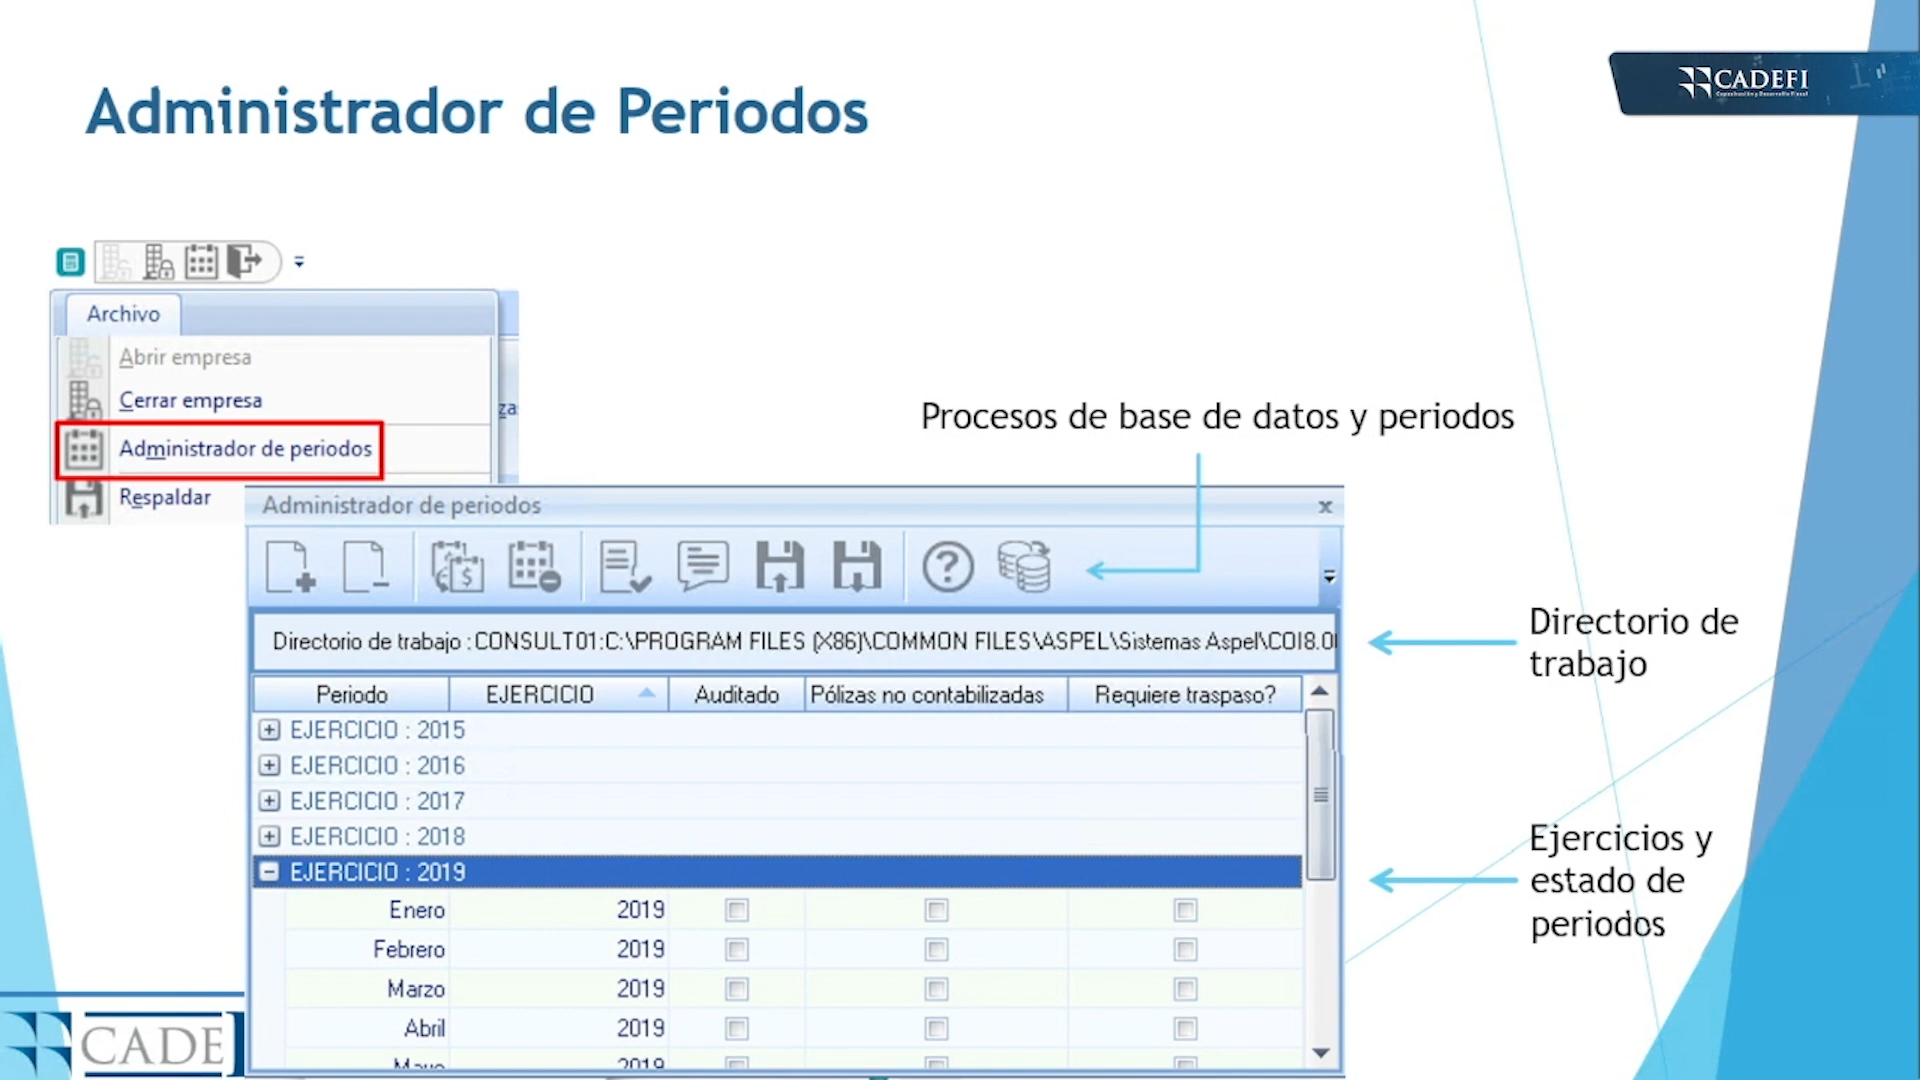 Administrador de Periodos
CADEFI
Archivo
Abrir empresa
Cerrar empresa
Administrador de periodos
Respaldar
Procesos de base de datos y periodos
Administrador de periodos
Directorio de trabajo :CONSULT01:C:\PROGRAM FILES (X86)\COMMON FILES\ASPEL\Sistemas Aspel\COI8.0
Directorio de
trabajo
Periodo EJERCICIO Auditado Pólizas no contabilizadas Requiere traspaso?
EJERCICIO : 2015
EJERCICIO : 2016
EJERCICIO : 2017
EJERCICIO : 2018
EJERCICIO : 2019
Ejercicios y
estado de
periodos
Enero 2019
Febrero 2019
Marzo 2019
Abril 2019
Mayo 2019
CADE